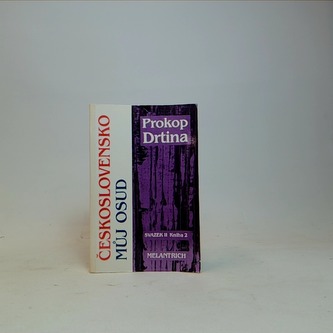 ČESKOSLOVENSKO
MŮJ OSUD
Prokop
Drtina
SVAZEK II Kniha 2
MELANTRICH